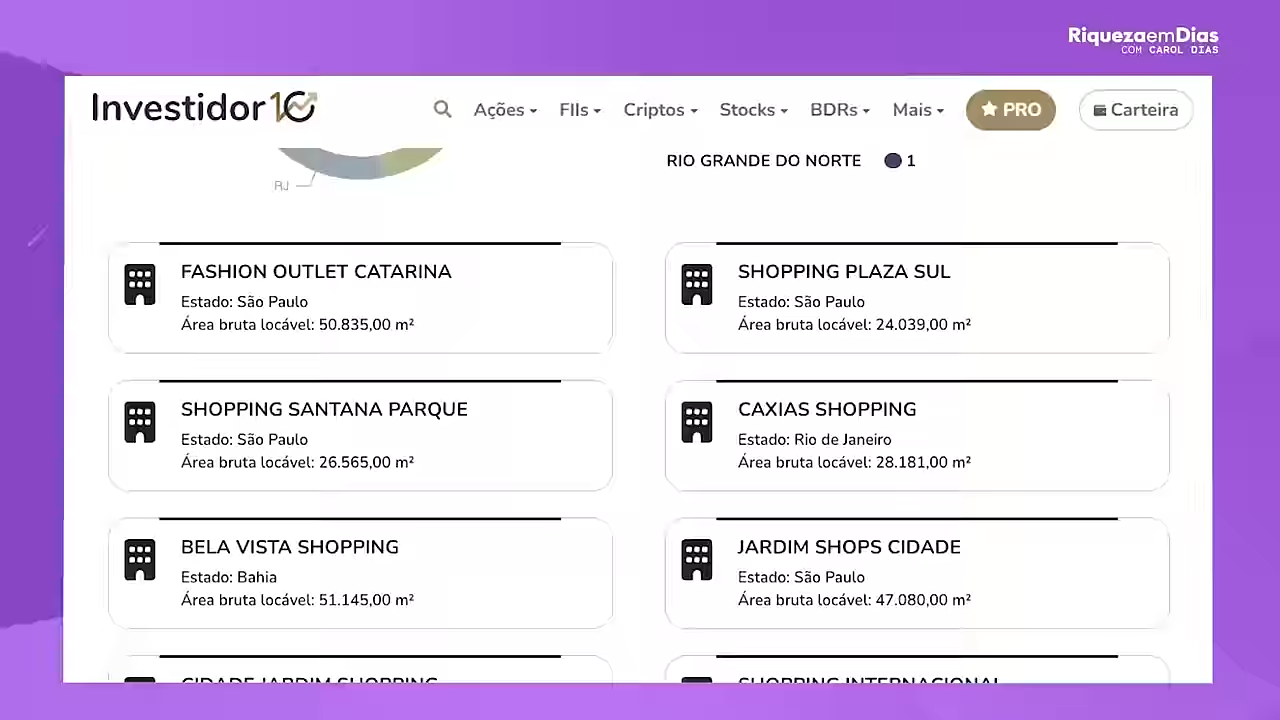 RiquezaemDias
COM CAROL DIAS
Investidor10
Ações
FIIs
Criptos
Stocks
BDRs
Mais
PRO
Carteira
RIO GRANDE DO NORTE 1
RJ
FASHION OUTLET CATARINA
Estado: São Paulo
Área bruta locável: 50.835,00 m²
SHOPPING PLAZA SUL
Estado: São Paulo
Área bruta locável: 24.039,00 m²
SHOPPING SANTANA PARQUE
Estado: São Paulo
Área bruta locável: 26.565,00 m²
CAXIAS SHOPPING
Estado: Rio de Janeiro
Área bruta locável: 28.181,00 m²
BELA VISTA SHOPPING
Estado: Bahia
Área bruta locável: 51.145,00 m²
JARDIM SHOPS CIDADE
Estado: São Paulo
Área bruta locável: 47.080,00 m²
CIDADE JARDIM SHOPPING
SHOPPING INTERNACIONAL